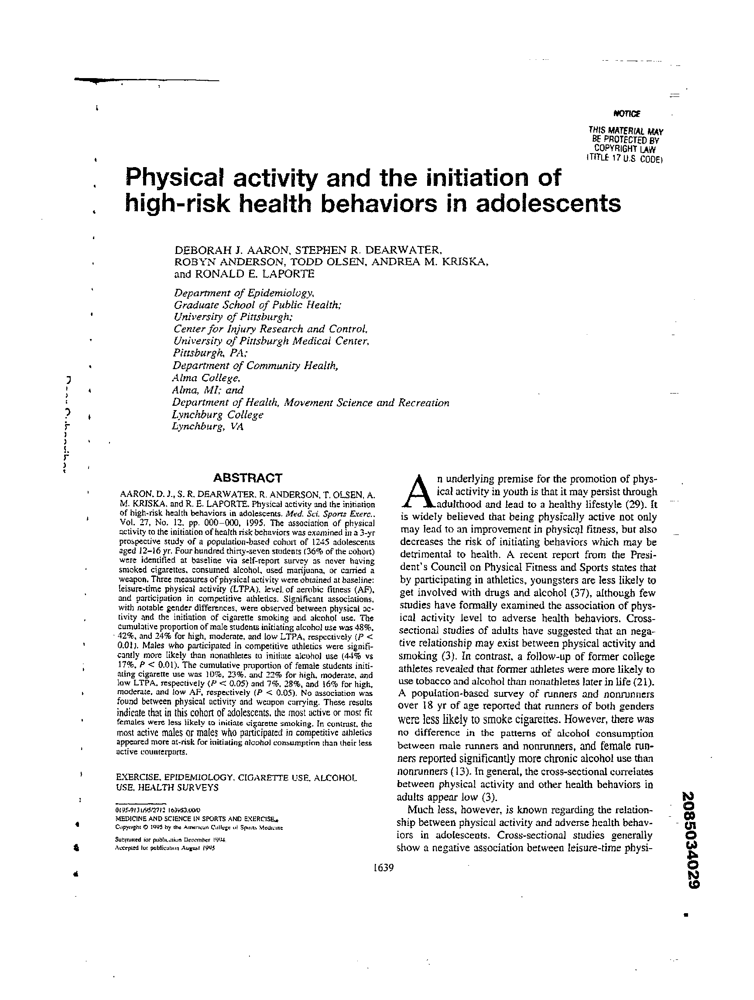 NOTICE
THIS MATERIAL MAY
BE PROTECTED BY
COPYRIGHT LAW
(TITLE 17 U.S. CODE)
Physical activity and the initiation of
high-risk health behaviors in adolescents
DEBORAH J. AARON, STEPHEN R. DEARWATER,
ROBYN ANDERSON, TODD OLSEN, ANDREA M. KRISKA,
and RONALD E. LAPORTE
Department of Epidemiology,
Graduate School of Public Health;
University of Pittsburgh;
Center for Injury Research and Control,
University of Pittsburgh Medical Center,
Pittsburgh, PA;
Department of Community Health,
Alma College,
Alma, MI; and
Department of Health, Movement Science and Recreation
Lynchburg College
Lynchburg, VA
ABSTRACT
AARON, D. J., S. R. DEARWATER, R. ANDERSON, T. OLSEN, A.
M. KRISKA, and R. E. LAPORTE. Physical activity and the initiation
of high-risk health behaviors in adolescents. Med. Sci. Sports Exerc.,
Vol. 27, No. 12, pp. 000-000, 1995. The association of physical
activity to the initiation of health risk behaviors was examined in a 3-yr
prospective study of a population-based cohort of 1245 adolescents
aged 12-16 yr. Four hundred thirty-seven students (36% of the cohort)
were identified at baseline via self-report survey as never having
smoked cigarettes, consumed alcohol, used marijuana, or carried a
weapon. Three measures of physical activity were obtained at baseline:
leisure-time physical activity (LTPA), level of aerobic fitness (AF),
and participation in competitive athletics. Significant associations,
with notable gender differences, were observed between physical ac-
tivity and the initiation of cigarette smoking and alcohol use. The
cumulative proportion of male students initiating alcohol use was 48%,
42%, and 24% for high, moderate, and low LTPA, respectively (P <
0.01). Males who participated in competitive athletics were signifi-
cantly more likely than nonathletes to initiate alcohol use (44% vs
17%, P < 0.01). The cumulative proportion of female students initi-
ating cigarette use was 10%, 23%, and 22% for high, moderate, and
low LTPA, respectively (P < 0.05) and 7%, 28%, and 16% for high,
moderate, and low AF, respectively (P < 0.05). No association was
found between physical activity and weapon carrying. These results
indicate that in this cohort of adolescents, the most active or most fit
females were less likely to initiate cigarette smoking. In contrast, the
most active males or males who participated in competitive athletics
appeared more at-risk for initiating alcohol consumption than their less
active counterparts.
EXERCISE, EPIDEMIOLOGY, CIGARETTE USE, ALCOHOL
USE, HEALTH SURVEYS
MEDICINE AND SCIENCE IN SPORTS AND EXERCISE
Copyright © 1995 by the American College of Sports Medicine
Submitted for publication December 1994.
Accepted for publication August 1995.
An underlying premise for the promotion of phys-
ical activity in youth is that it may persist through
adulthood and lead to a healthy lifestyle (29). It
is widely believed that being physically active not only
may lead to an improvement in physical fitness, but also
decreases the risk of initiating behaviors which may be
detrimental to health. A recent report from the Presi-
dent's Council on Physical Fitness and Sports states that
by participating in athletics, youngsters are less likely to
get involved with drugs and alcohol (37), although few
studies have formally examined the association of phys-
ical activity level to adverse health behaviors. Cross-
sectional studies of adults have suggested that an nega-
tive relationship may exist between physical activity and
smoking (3). In contrast, a follow-up of former college
athletes revealed that former athletes were more likely to
use tobacco and alcohol than nonathletes later in life (21).
A population-based survey of runners and nonrunners
over 18 yr of age reported that runners of both genders
were less likely to smoke cigarettes. However, there was
no difference in the patterns of alcohol consumption
between male runners and nonrunners, and female run-
ners reported significantly more chronic alcohol use than
nonrunners (13). In general, the cross-sectional correlates
between physical activity and other health behaviors in
adults appear low (3).
Much less, however, is known regarding the relation-
ship between physical activity and adverse health behav-
iors in adolescents. Cross-sectional studies generally
show a negative association between leisure-time physi-
1639
2085034029